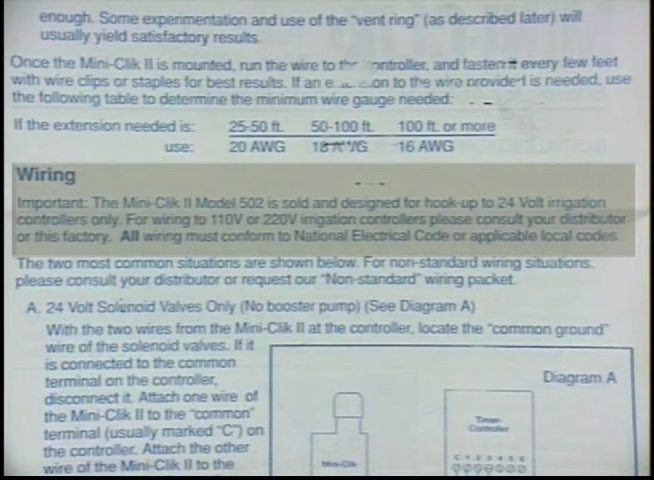 enough. Some experimentation and use of the "vent ring" (as described later) will
usually yield satisfactory results.
Once the Mini-Clik II is mounted, run the wire to and fasten it every few feet
with wire clips or staples for best results. If an to the wire provided is needed, use
the following table to determine the minimum wire gauge needed:
If the extension needed is: 25-50 ft. 50-100 ft. 100 ft. or more
use: 20 AWG 18 AWG 16 AWG
Wiring
Important: The Mini-Clik II Model 502 is sold and designed for hook-up to 24 Volt irrigation
controllers only. For wiring to 110V or 220V irrigation controllers please consult your distributor
or this factory. All wiring must conform to National Electrical Code or applicable local codes.
The two most common situations are shown below. For non-standard wiring situations,
please consult your distributor or request our "Non-standard" wiring packet.
A. 24 Volt Solenoid Valves Only (No booster pump) (See Diagram A)
With the two wires from the Mini-Clik II at the controller, locate the "common ground"
wire of the solenoid valves. If it
is connected to the common
terminal on the controller,
disconnect it. Attach one wire of
the Mini-Clik II to the "common"
terminal (usually marked "C") on
the controller. Attach the other
wire of the Mini-Clik II to the
Diagram A
Timer-
Controller
Mini-Clik
C 1 2 3 4 5 6